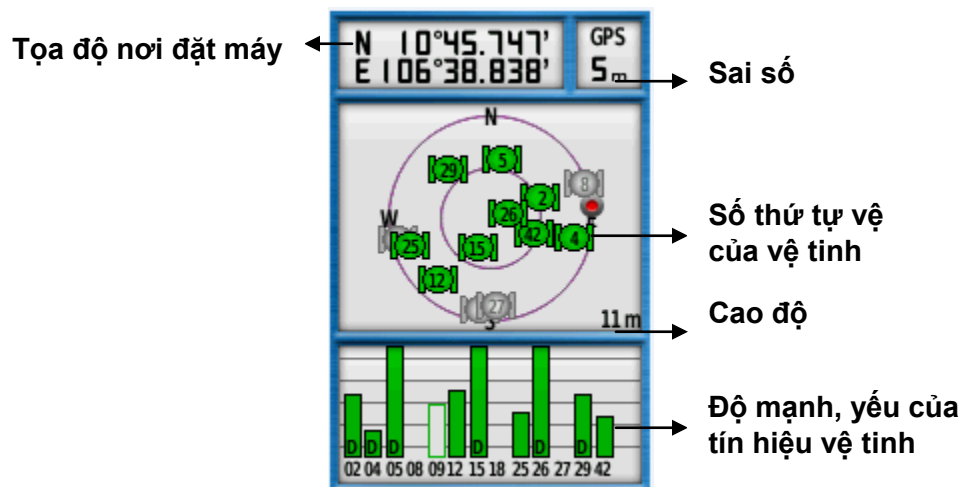 Tọa độ nơi đặt máy
N 10°45.747'
E 106°38.838'
GPS
5m
Sai số
N
29
5
8
2
26
W
42
4
25
15
12
27
S
11 m
Số thứ tự vệ
của vệ tinh
Cao độ
D D D D D D
02 04 05 08 09 12 15 18 25 26 27 29 42
Độ mạnh, yếu của
tín hiệu vệ tinh